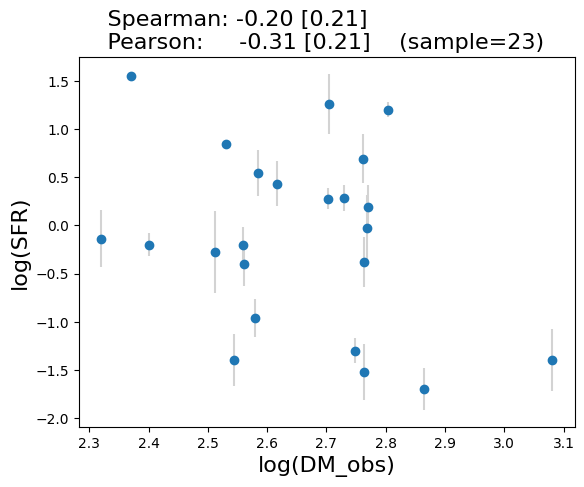 Spearman: -0.20 [0.21]
Pearson: -0.31 [0.21] (sample=23)
1.5
1.0
0.5
0.0
−0.5
−1.0
−1.5
−2.0
log(SFR)
2.3 2.4 2.5 2.6 2.7 2.8 2.9 3.0 3.1
log(DM_obs)